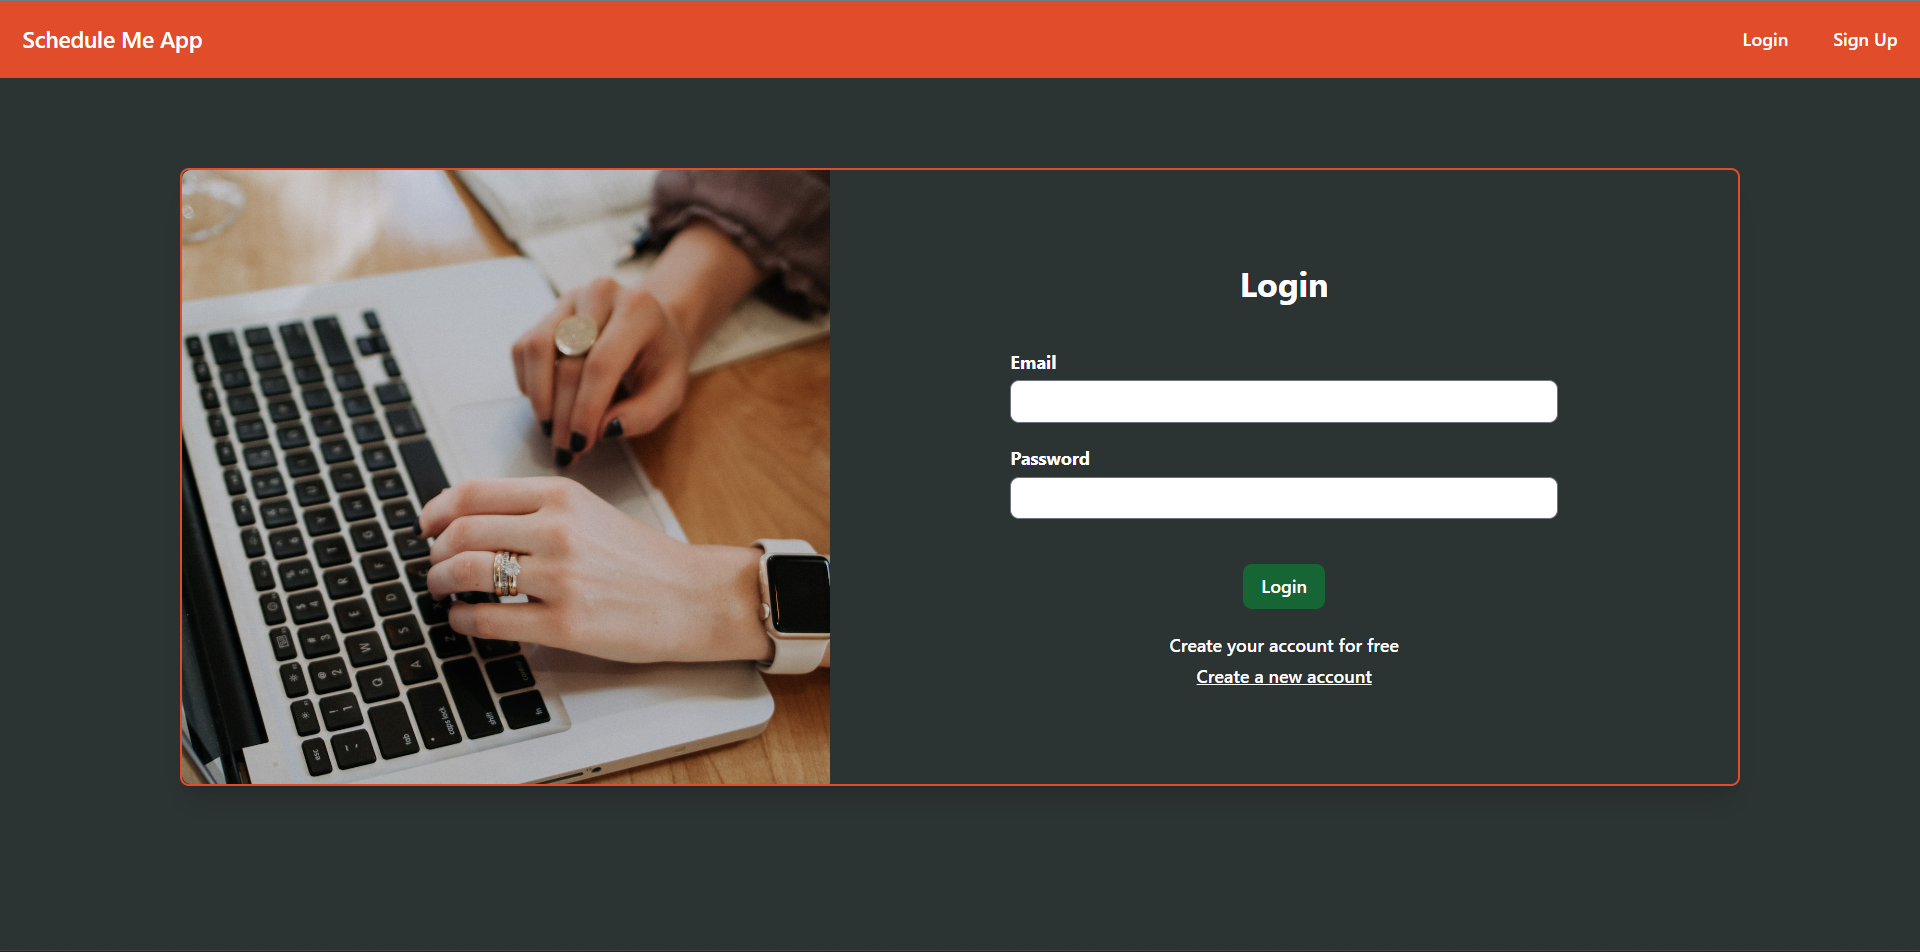 Schedule Me App
Login
Sign Up
Login
Email
Password
Login
Create your account for free
Create a new account